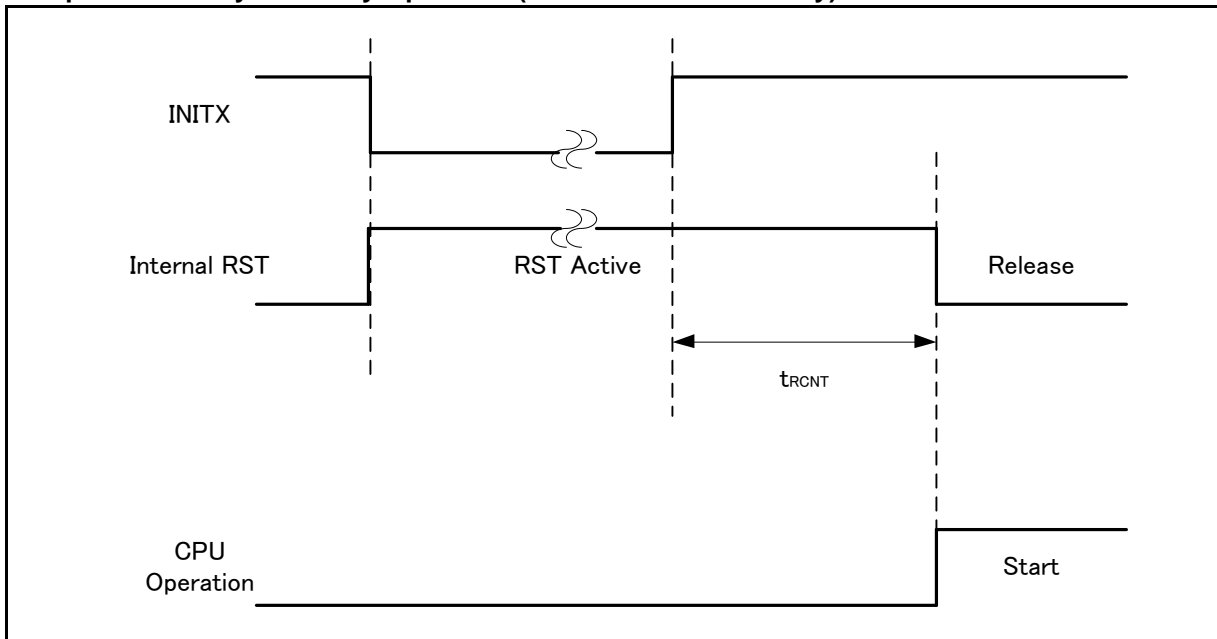 INITX
Internal RST
RST Active
Release
tRCNT
CPU
Operation
Start